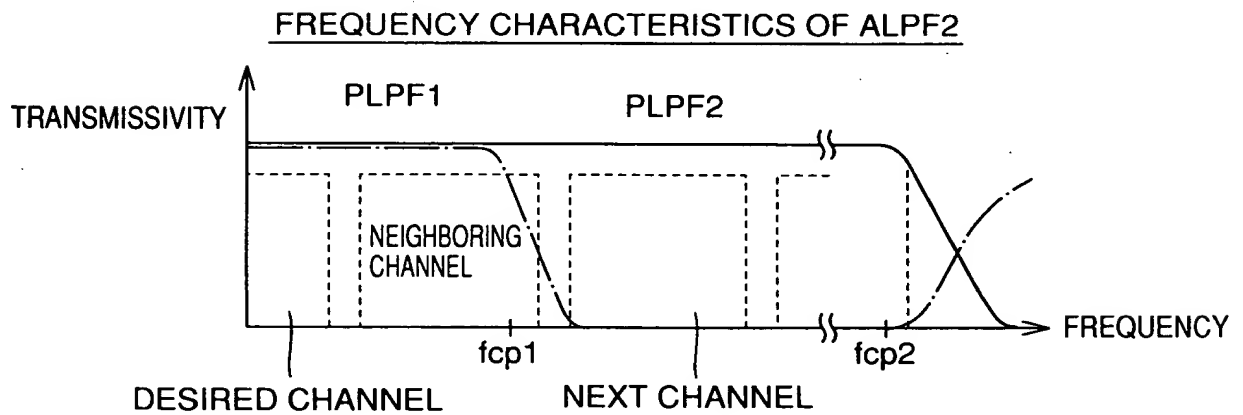 FREQUENCY CHARACTERISTICS OF ALPF2
PLPF1
PLPF2
TRANSMISSIVITY
NEIGHBORING
CHANNEL
fcp1
fcp2
FREQUENCY
DESIRED CHANNEL
NEXT CHANNEL